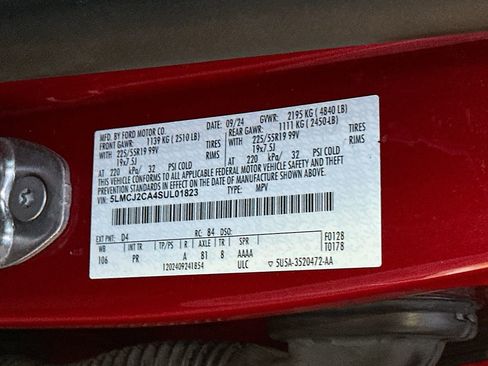 MFD. BY FORD MOTOR CO.
09/24 GVWR: 2195 KG ( 4840 LB)
FRONT GAWR: 1139 KG ( 2510 LB)
REAR GAWR: 1111 KG ( 2450-LB)
WITH 225/55R19 99V TIRES
WITH 225/55R19 99V TIRES
19x7.5J RIMS
19x7.5J RIMS
AT 220 kPa/ 32 PSI COLD
AT 220 kPa/ 32 PSI COLD
THIS VEHICLE CONFORMS TO ALL APPLICABLE FEDERAL MOTOR VEHICLE SAFETY AND THEFT
PREVENTION STANDARDS IN EFFECT ON THE DATE OF MANUFACTURE SHOWN ABOVE.
VIN: 5LMCJ2CA4SUL01823 TYPE: MPV
EXT PNT: D4 RC: 84 DSO: F0128
WB INT TR TP/PS R AXLE TR SPR T0178
106 PR A 81 8 AAAA
1202409241854 ULC ▽ 5U5A-3520472-AA